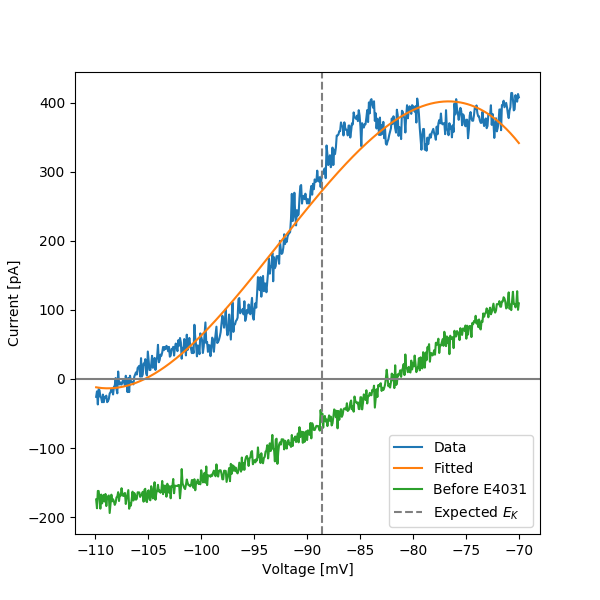 400
300
200
100
0
−100
−200
Current [pA]
−110 −105 −100 −95 −90 −85 −80 −75 −70
Voltage [mV]
Data
Fitted
Before E4031
Expected E_K